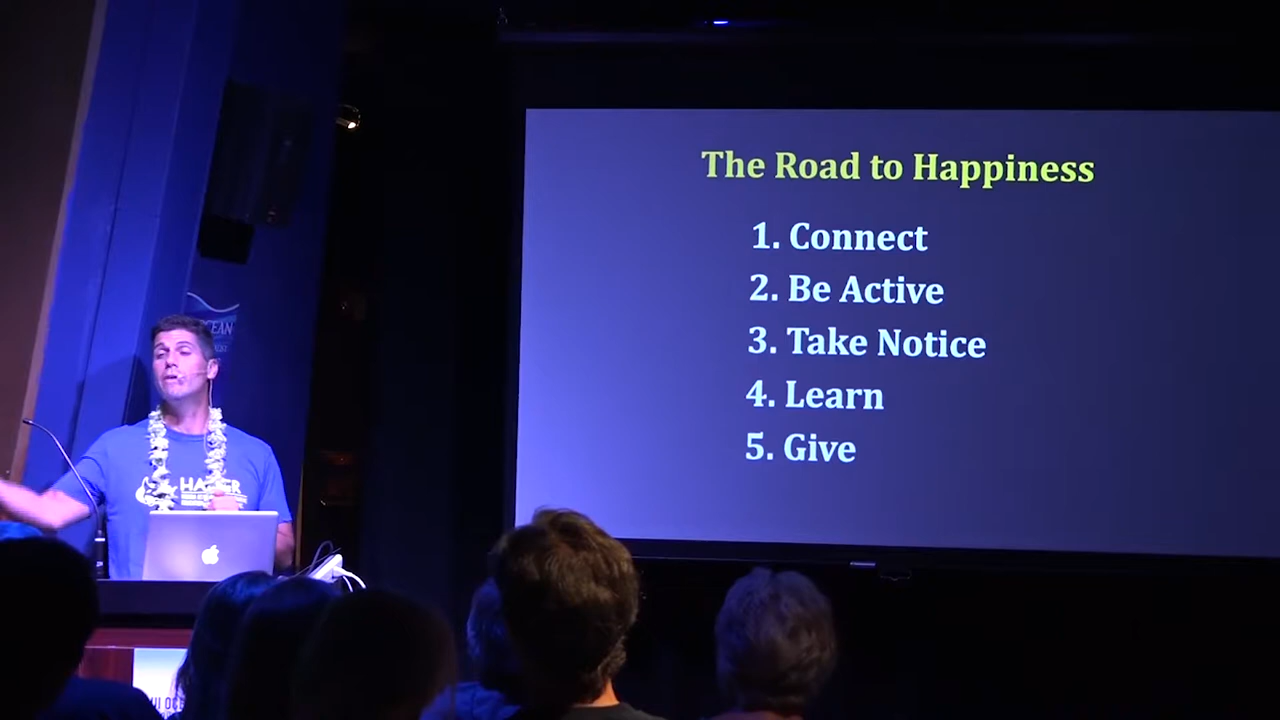 The Road to Happiness
1. Connect
2. Be Active
3. Take Notice
4. Learn
5. Give